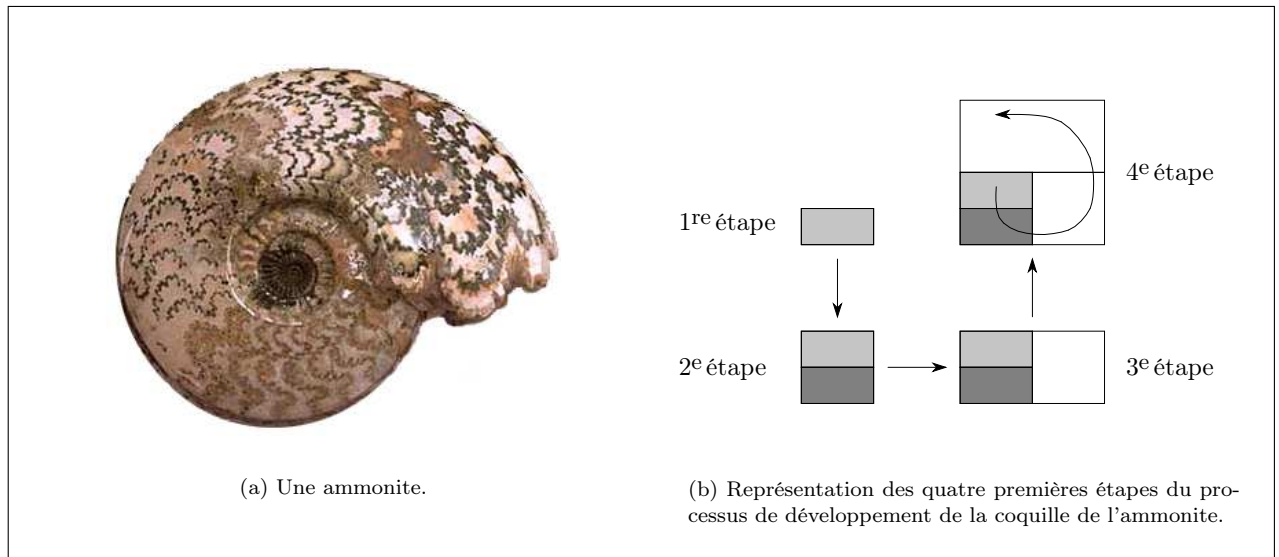 1re étape
2e étape
3e étape
4e étape
(a) Une ammonite.
(b) Représentation des quatre premières étapes du pro-
cessus de développement de la coquille de l'ammonite.